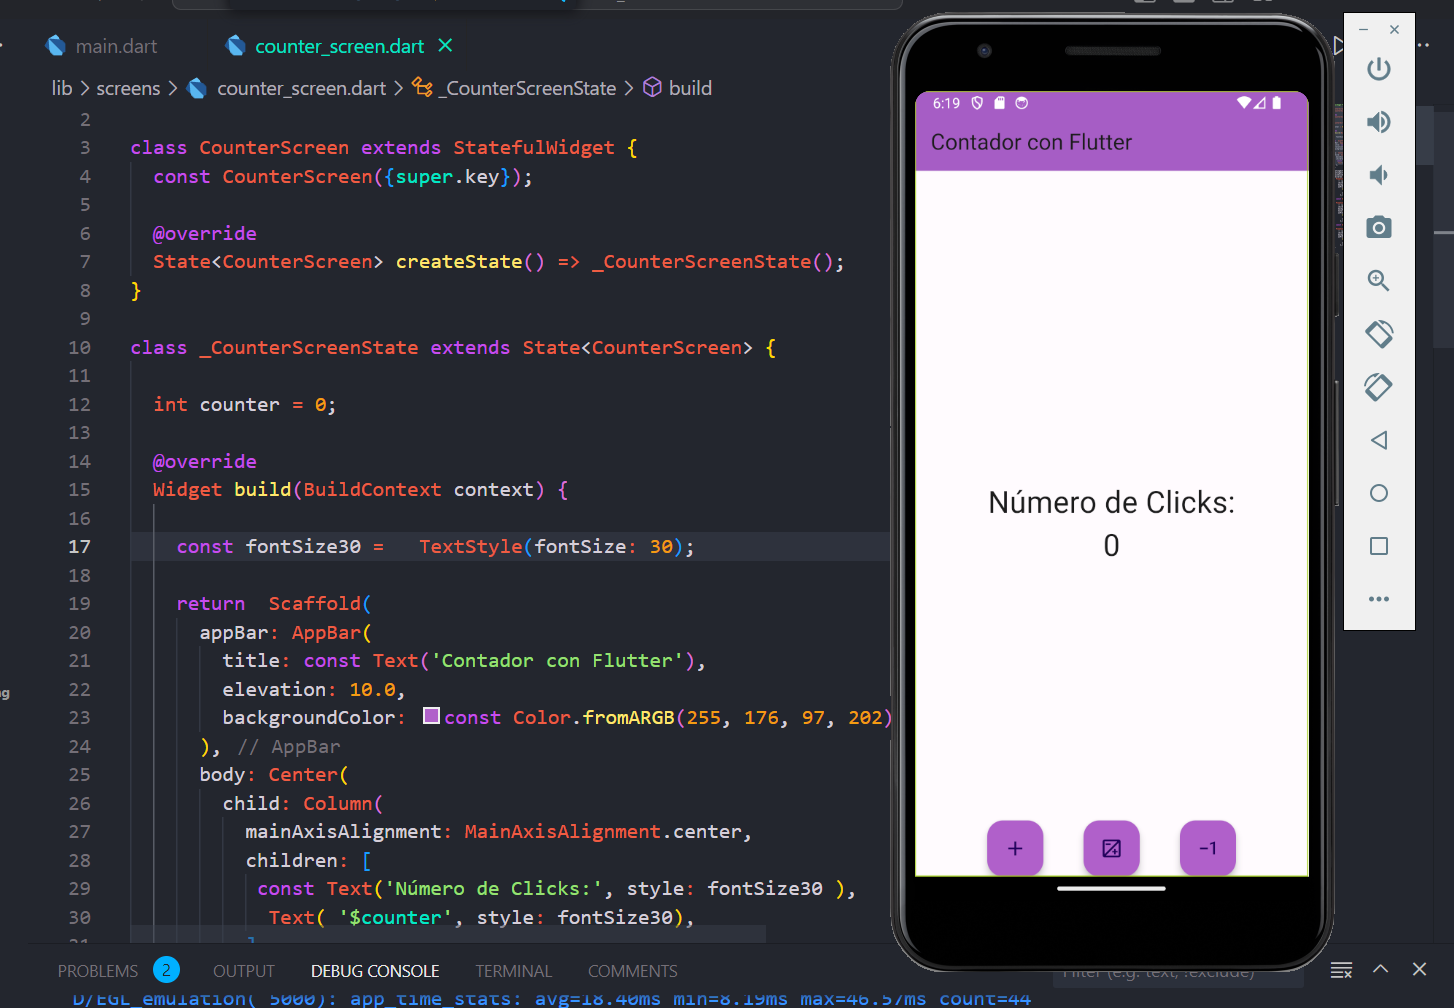 main.dart
counter_screen.dart
lib > screens > counter_screen.dart > _CounterScreenState > build
2
3 class CounterScreen extends StatefulWidget {
4 const CounterScreen({super.key});
5
6 @override
7 State<CounterScreen> createState() => _CounterScreenState();
8 }
9
10 class _CounterScreenState extends State<CounterScreen> {
11
12 int counter = 0;
13
14 @override
15 Widget build(BuildContext context) {
16
17 const fontSize30 =   TextStyle(fontSize: 30);
18
19 return  Scaffold(
20 appBar: AppBar(
21 title: const Text('Contador con Flutter'),
22 elevation: 10.0,
23 backgroundColor: const Color.fromARGB(255, 176, 97, 202)
24 ), // AppBar
25 body: Center(
26 child: Column(
27 mainAxisAlignment: MainAxisAlignment.center,
28 children: [
29 const Text('Número de Clicks:', style: fontSize30 ),
30 Text( '$counter', style: fontSize30),
PROBLEMS 2 OUTPUT DEBUG CONSOLE TERMINAL COMMENTS
Filter (e.g. text, !exclude)
D/EGL_emulation( 5000): app_time_stats: avg=18.40ms min=8.19ms max=46.57ms count=44
6:19
Contador con Flutter
Número de Clicks:
0
+
−1